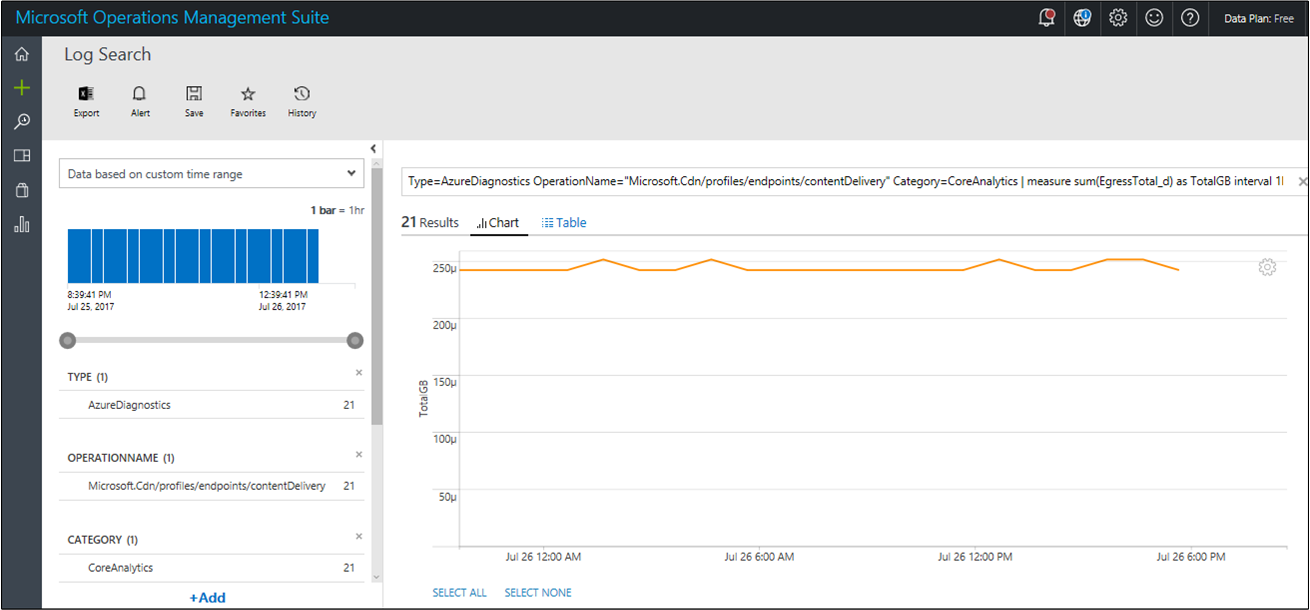 Microsoft Operations Management Suite
Data Plan: Free
Log Search
Export
Alert
Save
Favorites
History
Data based on custom time range
1 bar = 1hr
8:39:41 PM
Jul 25, 2017
12:39:41 PM
Jul 26, 2017
TYPE (1)
AzureDiagnostics 21
OPERATIONNAME (1)
Microsoft.Cdn/profiles/endpoints/contentDelivery 21
CATEGORY (1)
CoreAnalytics 21
+Add
Type=AzureDiagnostics OperationName="Microsoft.Cdn/profiles/endpoints/contentDelivery" Category=CoreAnalytics | measure sum(EgressTotal_d) as TotalGB interval
21 Results
Chart
Table
TotalGB
250µ
200µ
150µ
100µ
50µ
Jul 26 12:00 AM
Jul 26 6:00 AM
Jul 26 12:00 PM
Jul 26 6:00 PM
SELECT ALL
SELECT NONE